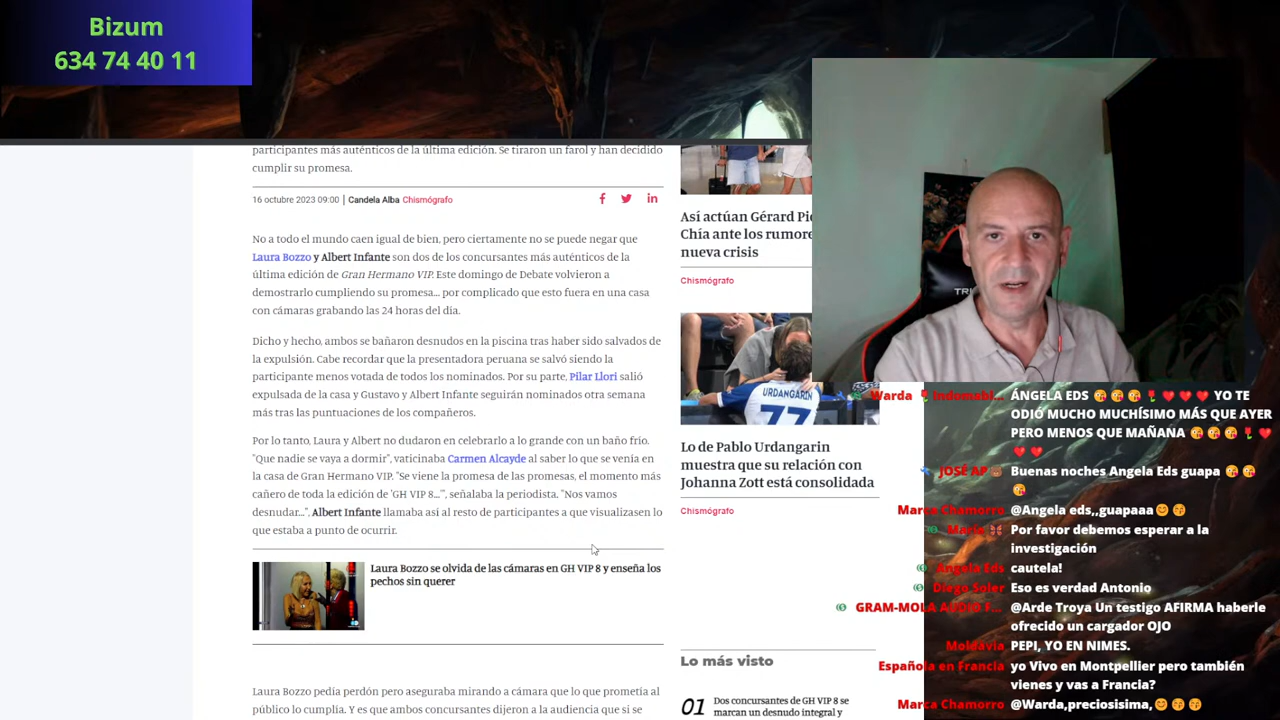 Bizum
634 74 40 11
participantes más auténticos de la última edición. Se tiraron un farol y han decidido
cumplir su promesa.
16 octubre 2023 09:00 | Candela Alba Chismógrafo
No a todo el mundo caen igual de bien, pero ciertamente no se puede negar que
Laura Bozzo y Albert Infante son dos de los concursantes más auténticos de la
última edición de Gran Hermano VIP. Este domingo de Debate volvieron a
demostrarlo cumpliendo su promesa... por complicado que esto fuera en una casa
con cámaras grabando las 24 horas del día.
Dicho y hecho, ambos se bañaron desnudos en la piscina tras haber sido salvados de
la expulsión. Cabe recordar que la presentadora peruana se salvó siendo la
participante menos votada de todos los nominados. Por su parte, Pilar Llori salió
expulsada de la casa y Gustavo y Albert Infante seguirán nominados otra semana
más tras las puntuaciones de los compañeros.
Por lo tanto, Laura y Albert no dudaron en celebrarlo a lo grande con un baño frío.
"Que nadie se vaya a dormir", vaticinaba Carmen Alcayde al saber lo que se venía en
la casa de Gran Hermano VIP. "Se viene la promesa de las promesas, el momento más
cañero de toda la edición de 'GH VIP 8...'", señalaba la periodista. "Nos vamos
desnudar...", Albert Infante llamaba así al resto de participantes a que visualizasen lo
que estaba a punto de ocurrir.
Laura Bozzo se olvida de las cámaras en GH VIP 8 y enseña los
pechos sin querer
Laura Bozzo pedía perdón pero aseguraba mirando a cámara que lo que prometía al
público lo cumplía. Y es que ambos concursantes dijeron a la audiencia que si se
Así actúan Gérard Pi
Chía ante los rumore
nueva crisis
Chismógrafo
URDANGARIN
77
Lo de Pablo Urdangarin
muestra que su relación con
Johanna Zott está consolidada
Chismógrafo
Lo más visto
01 Dos concursantes de GH VIP 8 se
marcan un desnudo integral y
Warda 🌷 Indomabl... ÁNGELA EDS 😘😘😘🌷❤❤❤ YO TE
ODIÓ MUCHO MUCHÍSIMO MÁS QUE AYER
PERO MENOS QUE MAÑANA 😘😘😘🌷❤
❤❤
JOSÉ AP🐻 Buenas noches Angela Eds guapa 😘😘
😘
Marca Chamorro @Angela eds,,guapaaa😊😚
María 🦋 Por favor debemos esperar a la
investigación
Angela Eds cautela!
Diego Soler Eso es verdad Antonio
GRAM-MOLA AUDIO F... @Arde Troya Un testigo AFIRMA haberle
ofrecido un cargador OJO
Moldavia PEPI, YO EN NIMES.
Española en Francia yo Vivo en Montpellier pero también
vienes y vas a Francia?
Marca Chamorro @Warda,preciosisima,😊😚😚